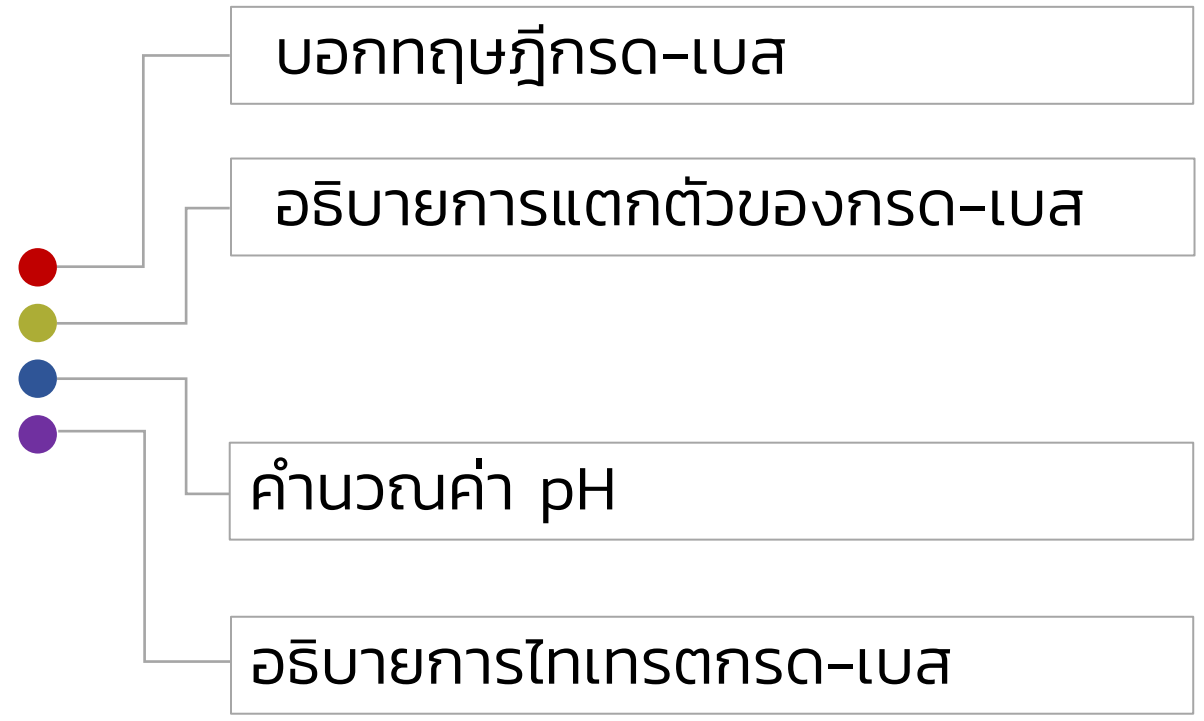 บอกทฤษฎีกรด-เบส
อธิบายการแตกตัวของกรด-เบส
คำนวณค่า pH
อธิบายการไทเทรตกรด-เบส